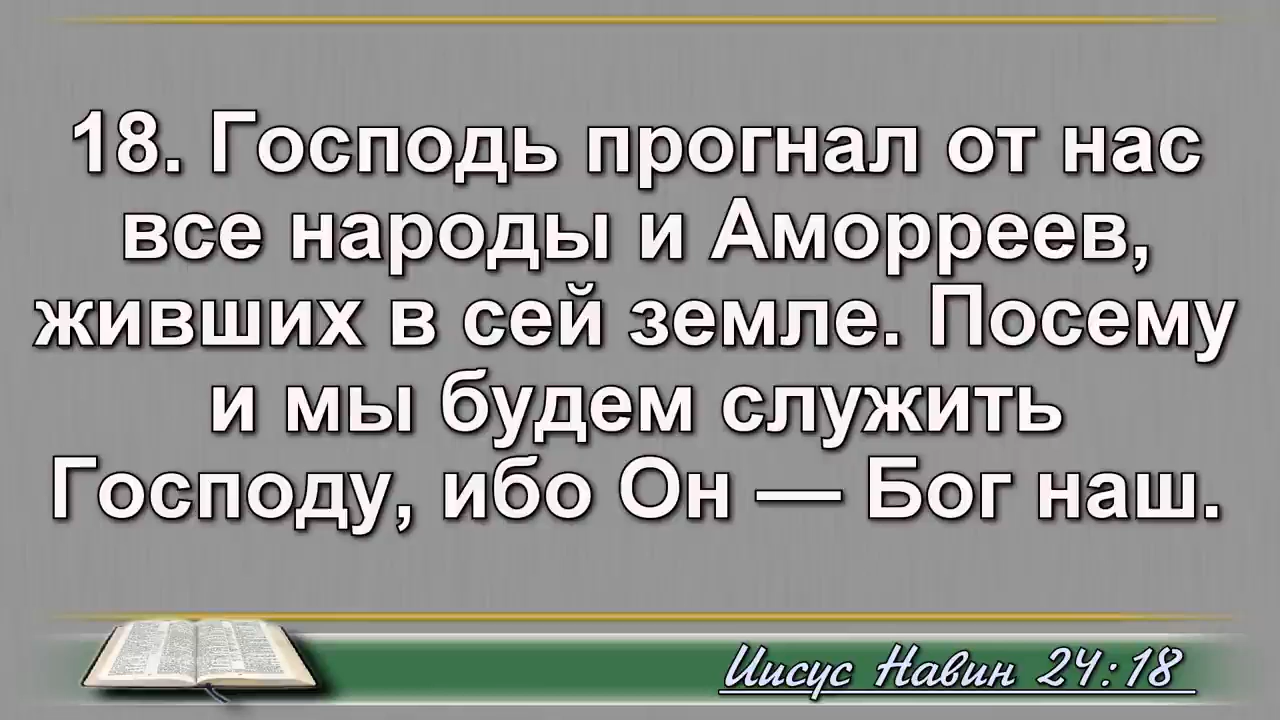 18. Господь прогнал от нас
все народы и Аморреев,
живших в сей земле. Посему
и мы будем служить
Господу, ибо Он — Бог наш.
Иисус Навин 24:18